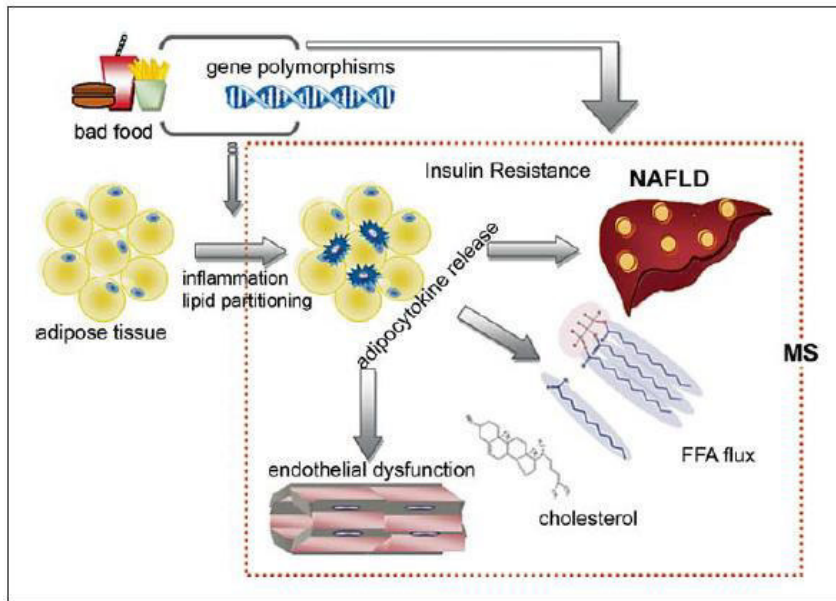 gene polymorphisms
bad food
Insulin Resistance
NAFLD
inflammation
lipid partitioning
adipose tissue
adipocytokine release
MS
FFA flux
endothelial dysfunction
cholesterol